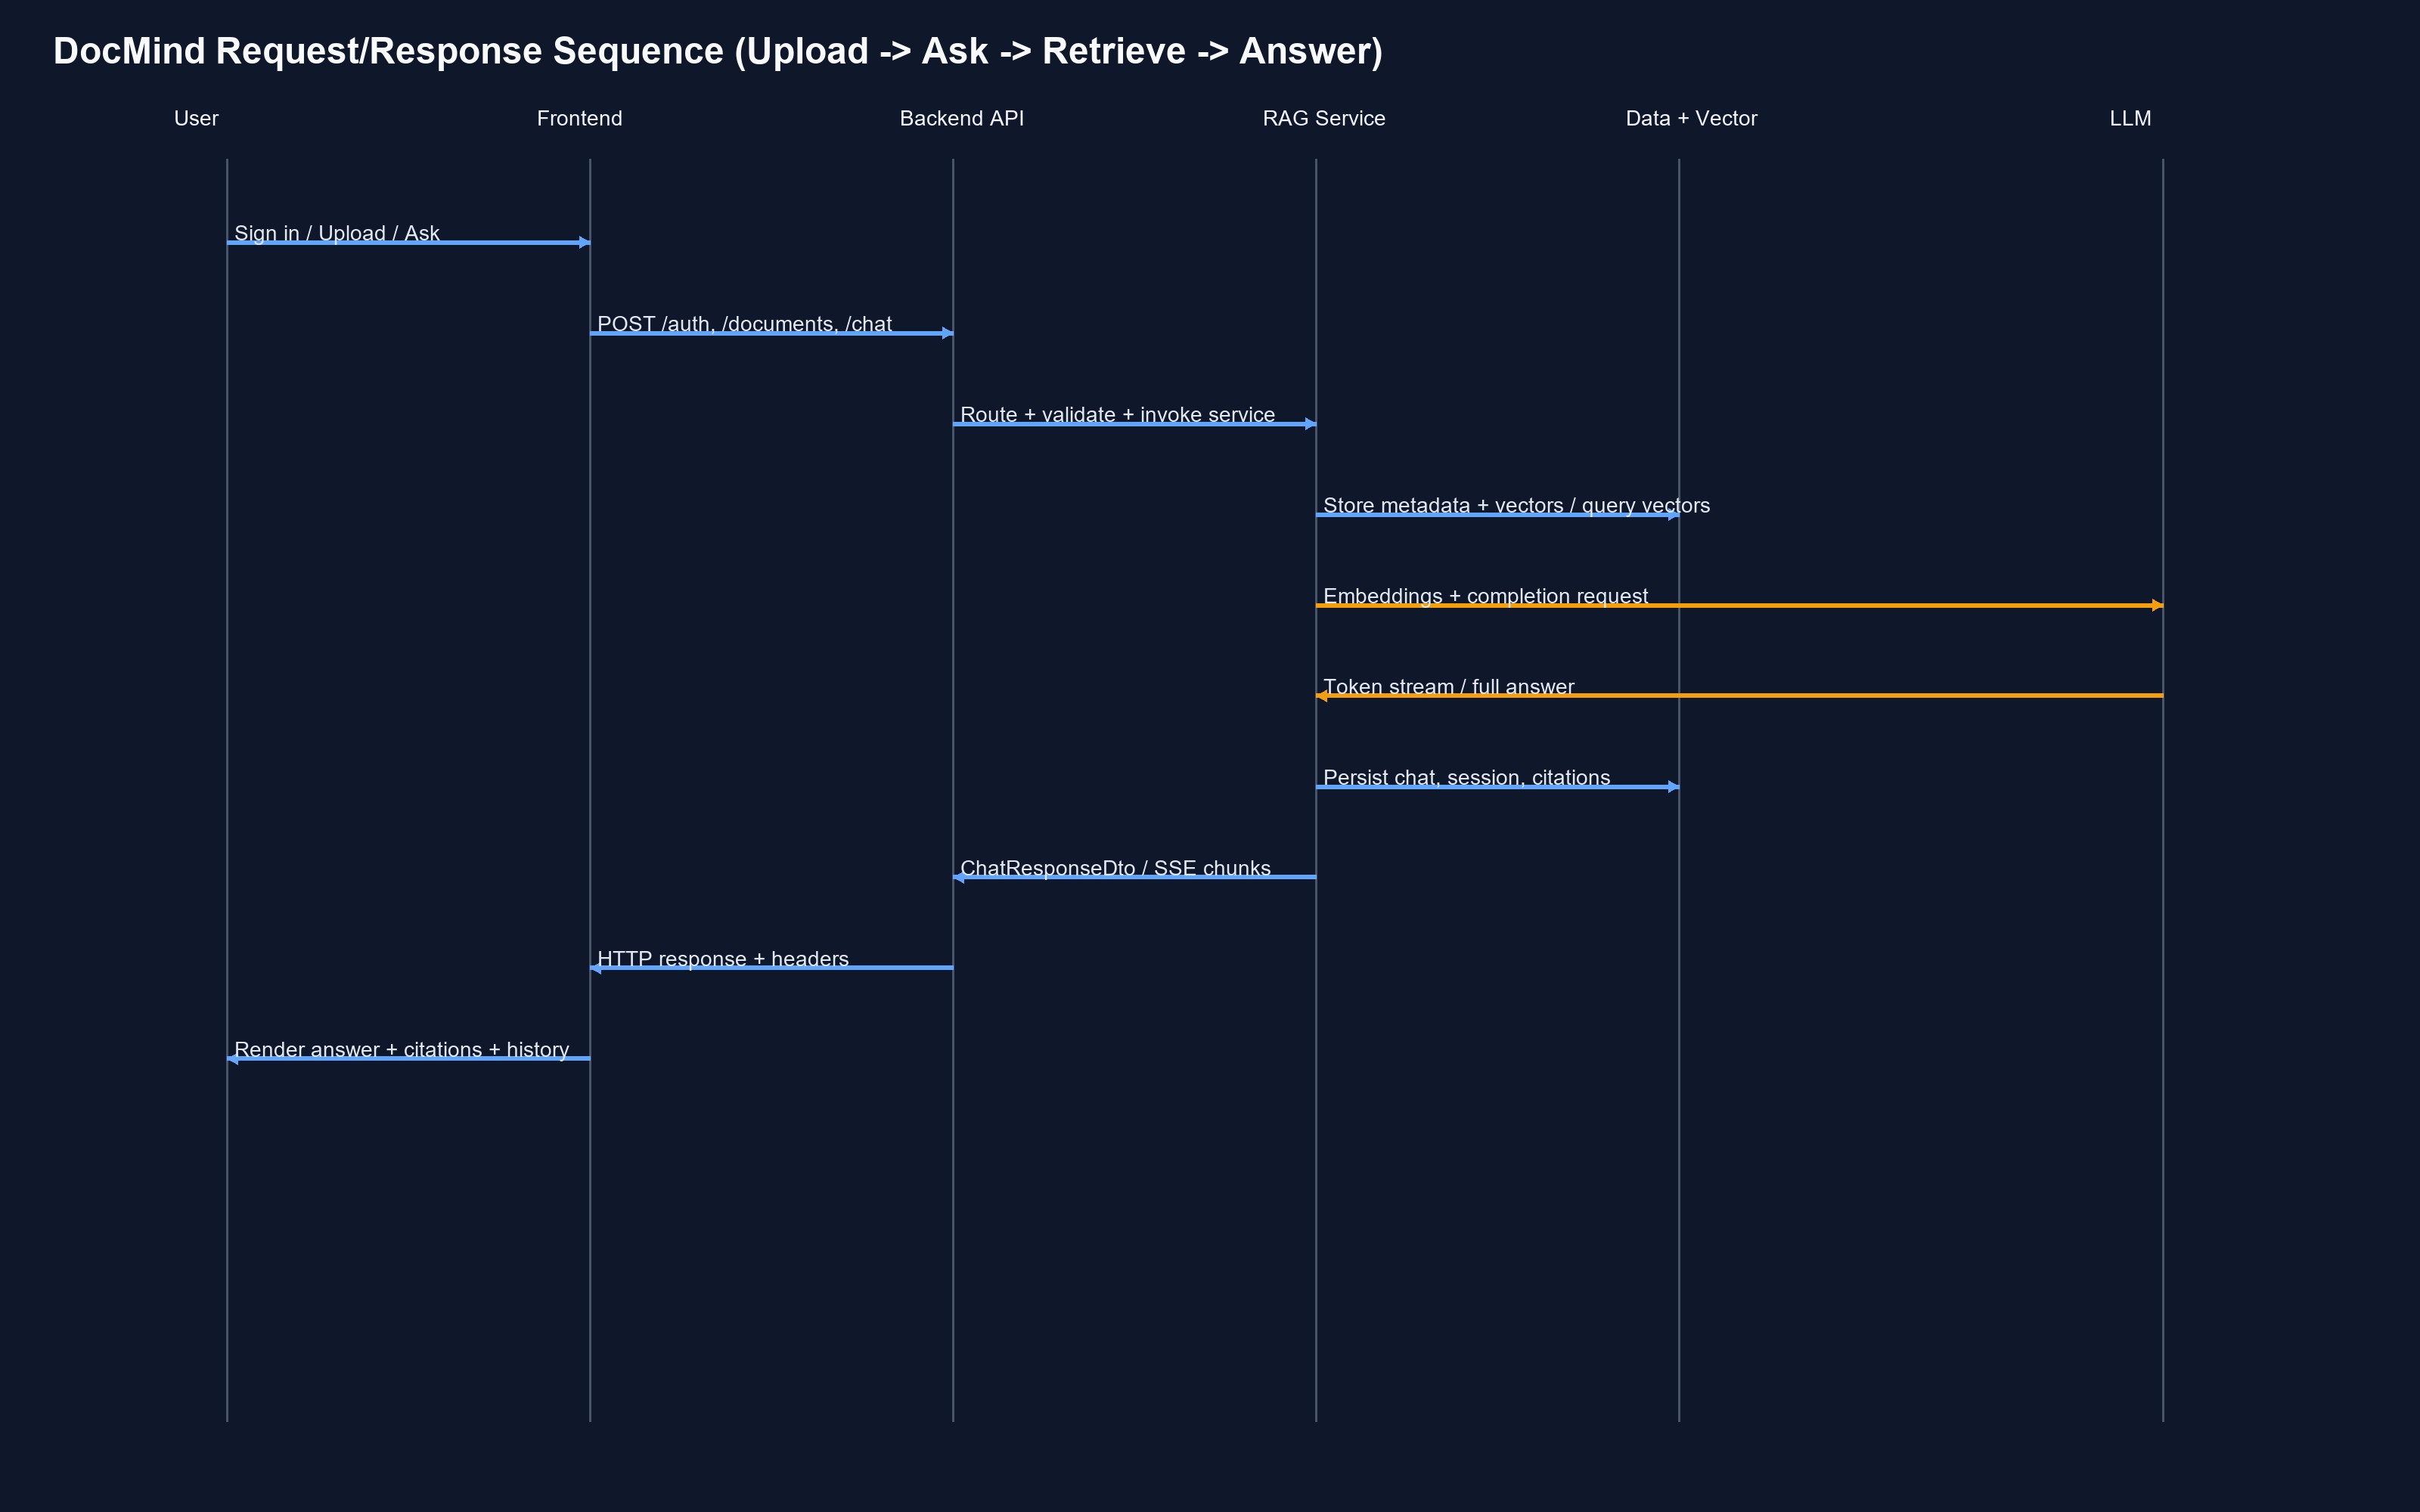 DocMind Request/Response Sequence (Upload -> Ask -> Retrieve -> Answer)
User
Frontend
Backend API
RAG Service
Data + Vector
LLM
Sign in / Upload / Ask
POST /auth, /documents, /chat
Route + validate + invoke service
Store metadata + vectors / query vectors
Embeddings + completion request
Token stream / full answer
Persist chat, session, citations
ChatResponseDto / SSE chunks
HTTP response + headers
Render answer + citations + history